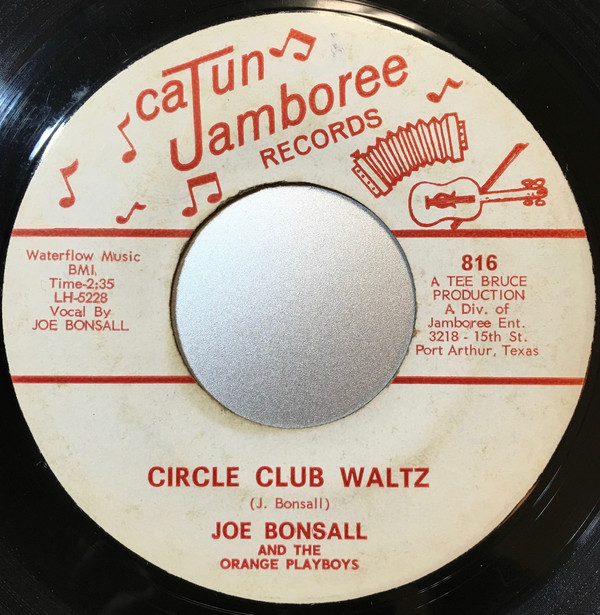 cajun
Jamboree
RECORDS
Waterflow Music
BMI
Time-2:35
LH-5228
Vocal By
JOE BONSALL
816
A TEE BRUCE
PRODUCTION
A Div. of
Jamboree Ent.
3218 - 15th St.
Port Arthur, Texas
CIRCLE CLUB WALTZ
(J. Bonsall)
JOE BONSALL
AND THE
ORANGE PLAYBOYS